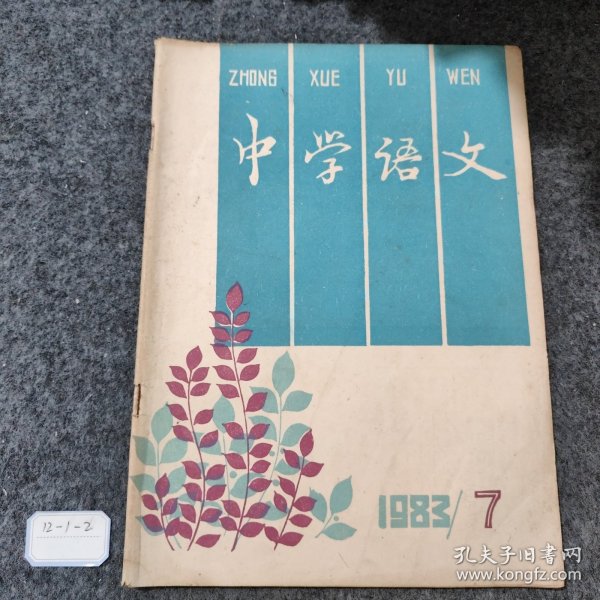 ZHONG XUE YU WEN
中学语文
1983/7
12-1-2
孔夫子旧书网
www.kongfz.com